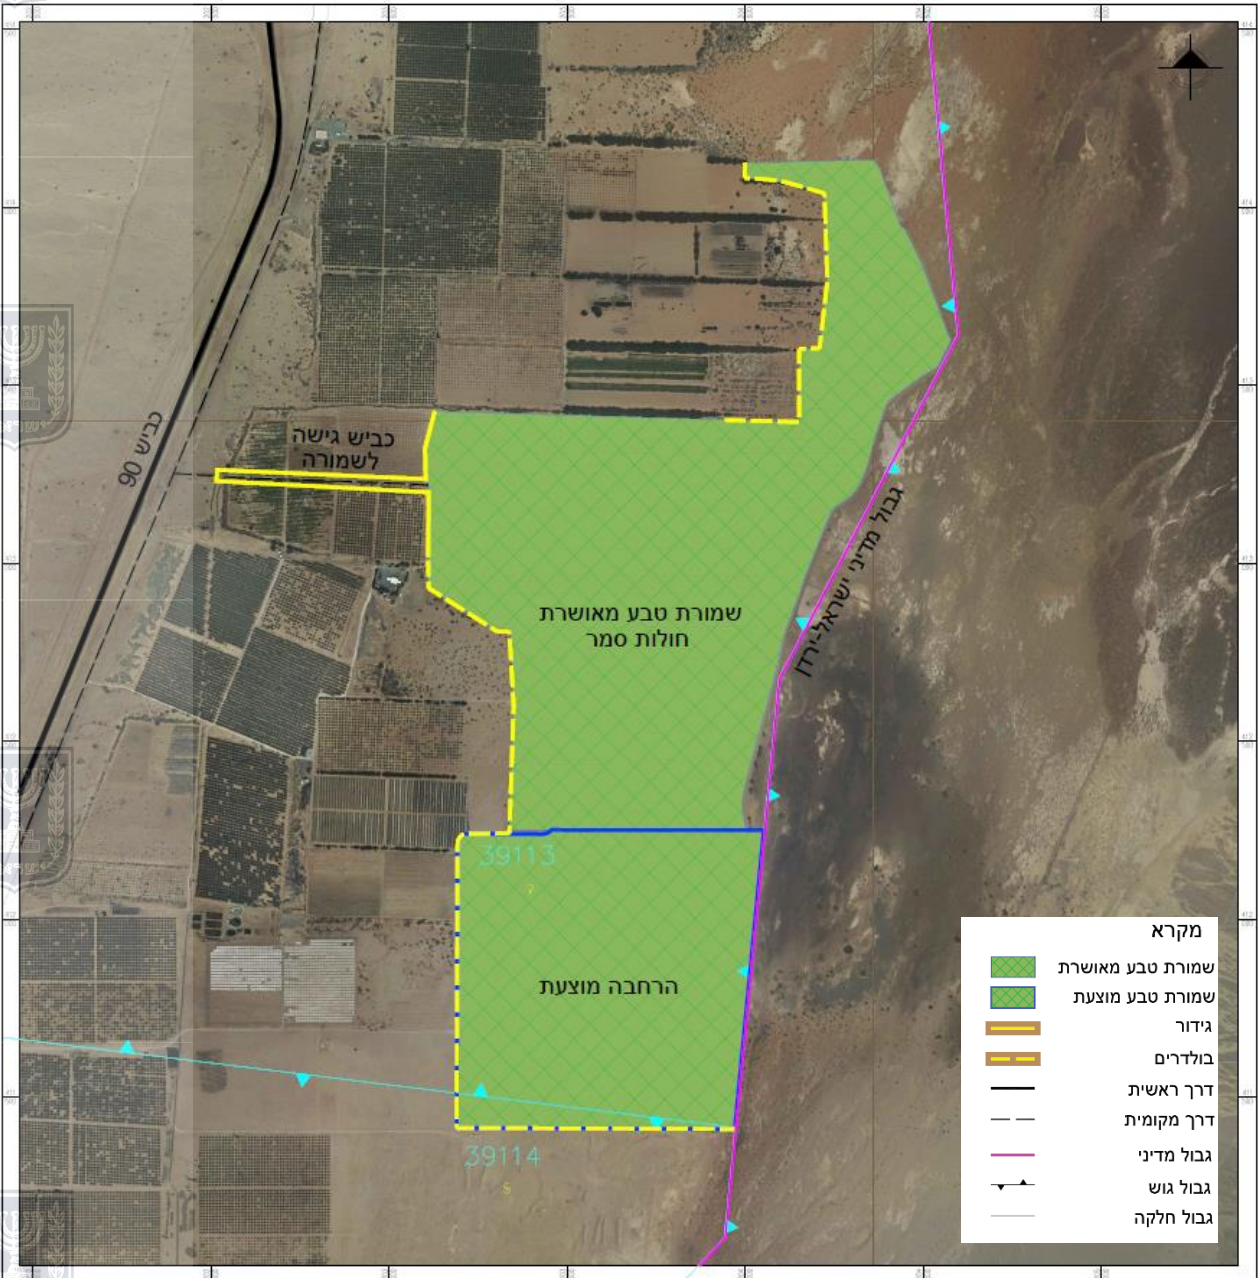 כביש גישה
לשמורה
כביש 90
גבול מדיני ישראל-ירדן
שמורת טבע מאושרת
חולות סמר
39113
הרחבה מוצעת
39114
מקרא
שמורת טבע מאושרת
שמורת טבע מוצעת
גידור
בולדרים
דרך ראשית
דרך מקומית
גבול מדיני
גבול גוש
גבול חלקה